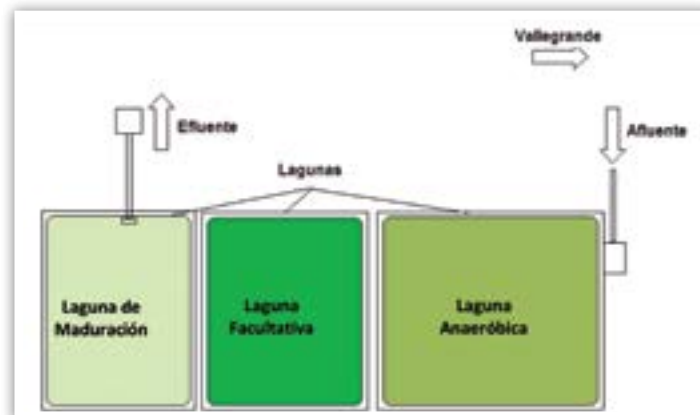 Vallegrande
Efluente
Afluente
Lagunas
Laguna de
Maduración
Laguna
Facultativa
Laguna
Anaeróbica